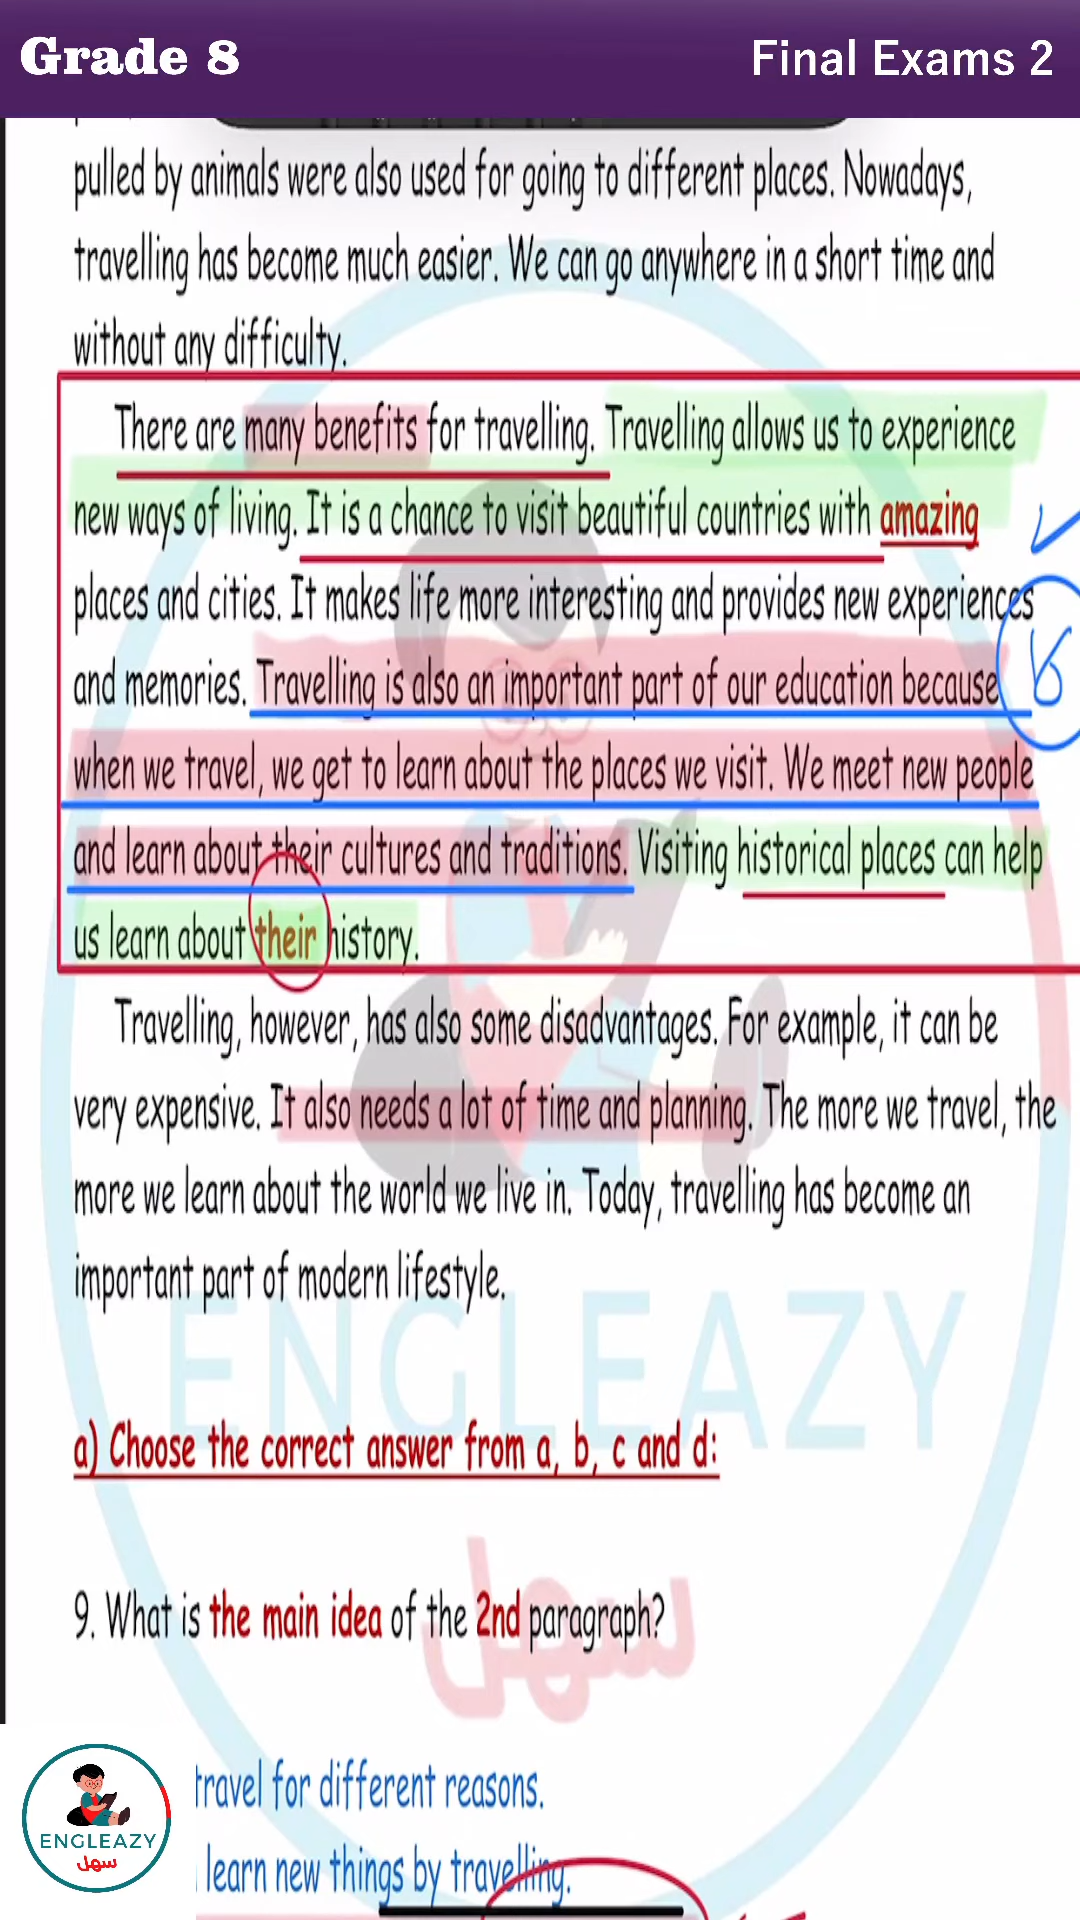 Grade 8
Final Exams 2
pulled by animals were also used for going to different places. Nowadays,
travelling has become much easier. We can go anywhere in a short time and
without any difficulty.
There are many benefits for travelling. Travelling allows us to experience
new ways of living. It is a chance to visit beautiful countries with amazing
places and cities. It makes life more interesting and provides new experiences
and memories. Travelling is also an important part of our education because
when we travel, we get to learn about the places we visit. We meet new people
and learn about their cultures and traditions. Visiting historical places can help
us learn about their history.
Travelling, however, has also some disadvantages. For example, it can be
very expensive. It also needs a lot of time and planning. The more we travel, the
more we learn about the world we live in. Today, travelling has become an
important part of modern lifestyle.
ENGLEAZY
a) Choose the correct answer from a, b, c and d:
سهل
9. What is the main idea of the 2nd paragraph?
travel for different reasons.
learn new things by travelling.
ENGLEAZY
سهل